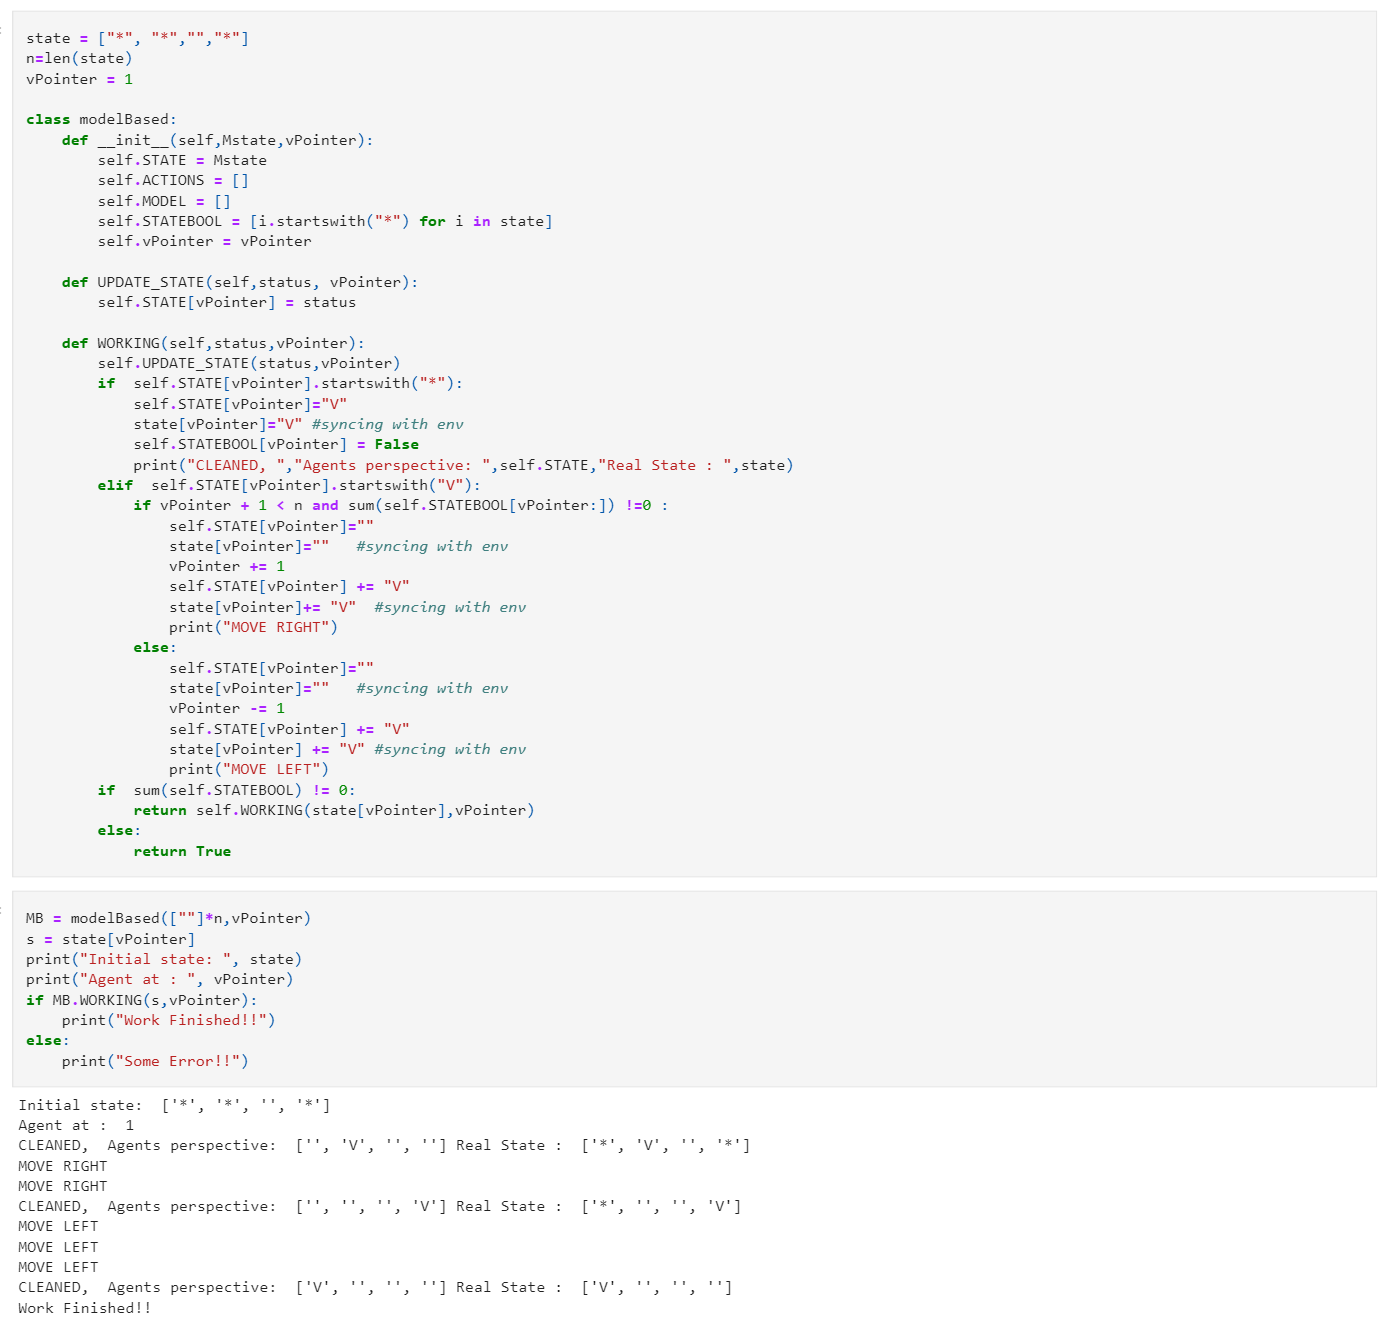 state = ["*", "*","","*"]
n=len(state)
vPointer = 1

class modelBased:
    def __init__(self,Mstate,vPointer):
        self.STATE = Mstate
        self.ACTIONS = []
        self.MODEL = []
        self.STATEBOOL = [i.startswith("*") for i in state]
        self.vPointer = vPointer

    def UPDATE_STATE(self,status, vPointer):
        self.STATE[vPointer] = status

    def WORKING(self,status,vPointer):
        self.UPDATE_STATE(status,vPointer)
        if  self.STATE[vPointer].startswith("*"):
            self.STATE[vPointer]="V"
            state[vPointer]="V" #syncing with env
            self.STATEBOOL[vPointer] = False
            print("CLEANED, ","Agents perspective: ",self.STATE,"Real State : ",state)
        elif  self.STATE[vPointer].startswith("V"):
            if vPointer + 1 < n and sum(self.STATEBOOL[vPointer:]) !=0 :
                self.STATE[vPointer]=""
                state[vPointer]=""   #syncing with env
                vPointer += 1
                self.STATE[vPointer] += "V"
                state[vPointer]+= "V"  #syncing with env
                print("MOVE RIGHT")
            else:
                self.STATE[vPointer]=""
                state[vPointer]=""   #syncing with env
                vPointer -= 1
                self.STATE[vPointer] += "V"
                state[vPointer] += "V" #syncing with env
                print("MOVE LEFT")
        if  sum(self.STATEBOOL) != 0:
            return self.WORKING(state[vPointer],vPointer)
        else:
            return True

MB = modelBased([""]*n,vPointer)
s = state[vPointer]
print("Initial state: ", state)
print("Agent at : ", vPointer)
if MB.WORKING(s,vPointer):
    print("Work Finished!!")
else:
    print("Some Error!!")

Initial state:  ['*', '*', '', '*']
Agent at :  1
CLEANED,  Agents perspective:  ['', 'V', '', ''] Real State :  ['*', 'V', '', '*']
MOVE RIGHT
MOVE RIGHT
CLEANED,  Agents perspective:  ['', '', '', 'V'] Real State :  ['*', '', '', 'V']
MOVE LEFT
MOVE LEFT
MOVE LEFT
CLEANED,  Agents perspective:  ['V', '', '', ''] Real State :  ['V', '', '', '']
Work Finished!!